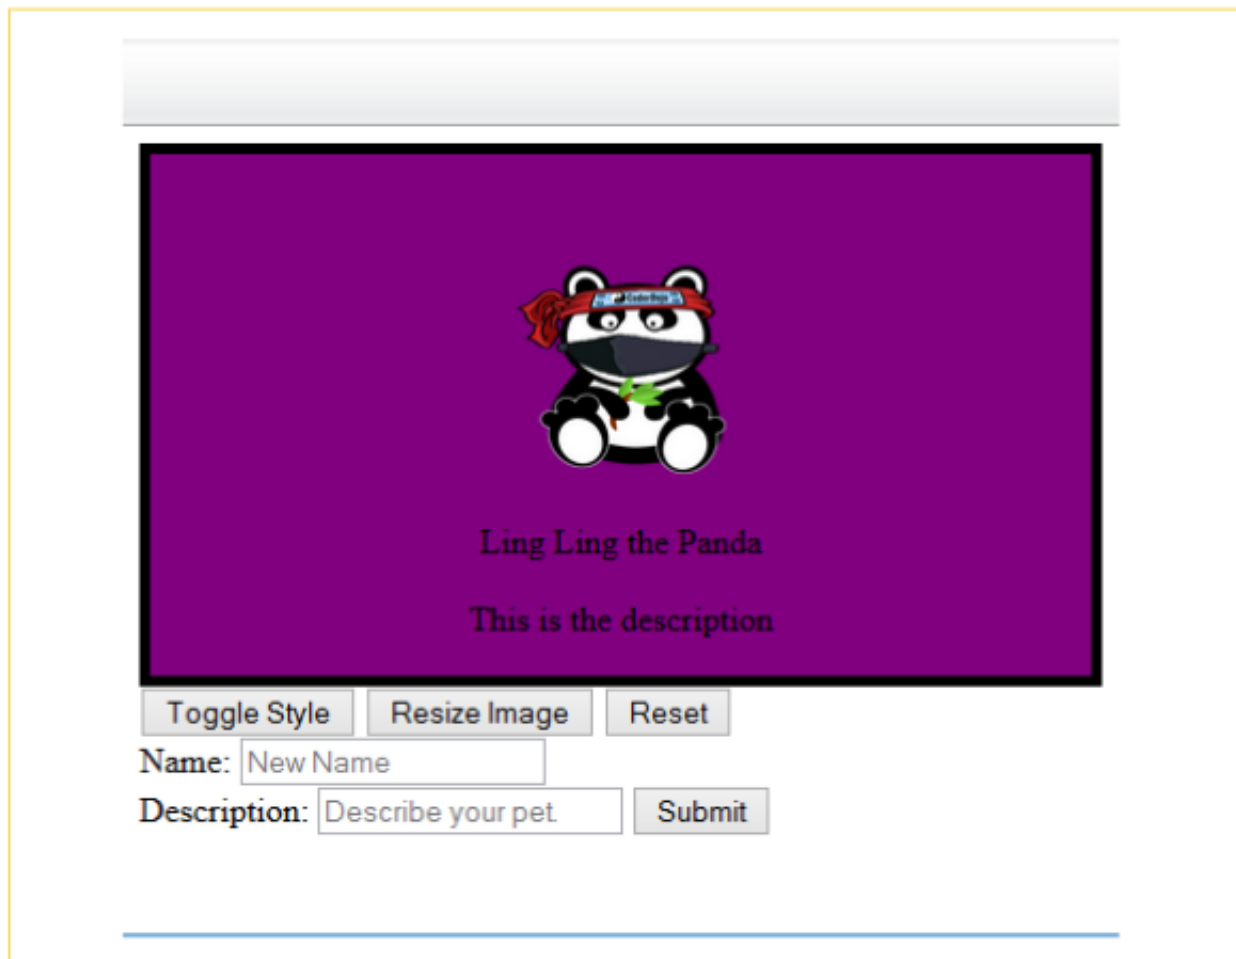 CoderDojo
Ling Ling the Panda
This is the description
Toggle Style Resize Image Reset
Name: New Name
Description: Describe your pet. Submit